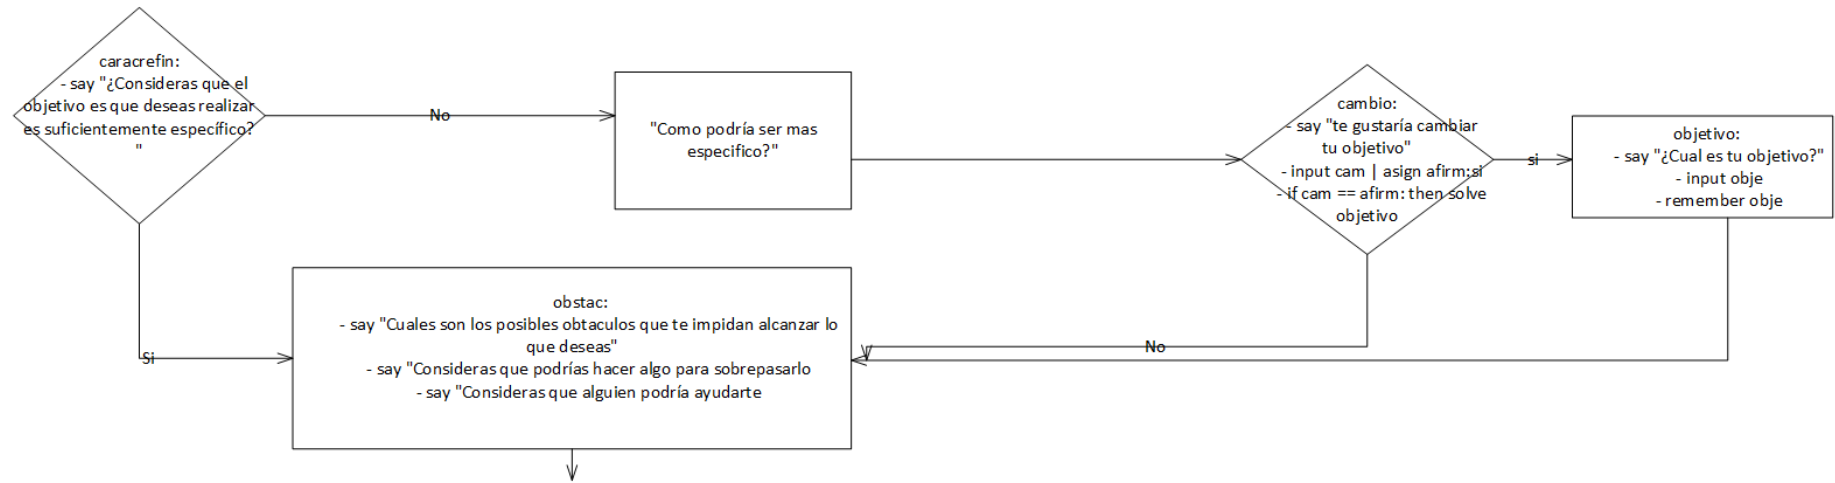 caracrefin:
- say "¿Consideras que el
objetivo es que deseas realizar
es suficientemente específico?
"
No
"Como podría ser mas
especifico?"
cambio:
- say "te gustaría cambiar
tu objetivo"
- input cam | asign afirm:si
- if cam == afirm: then solve
objetivo
si
objetivo:
- say "¿Cual es tu objetivo?"
- input obje
- remember obje
Si
obstac:
- say "Cuales son los posibles obtaculos que te impidan alcanzar lo
que deseas"
- say "Consideras que podrías hacer algo para sobrepasarlo
- say "Consideras que alguien podría ayudarte
No